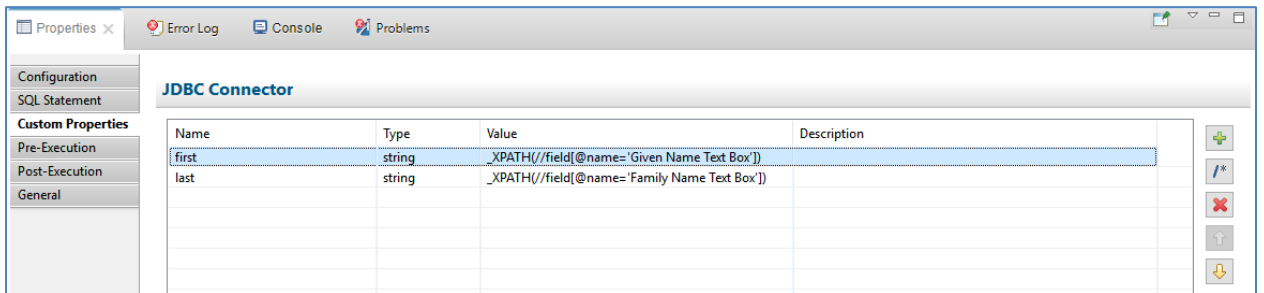 Properties Error Log Console Problems
Configuration
SQL Statement
Custom Properties
Pre-Execution
Post-Execution
General
JDBC Connector
Name Type Value Description
first string _XPATH(//field[@name='Given Name Text Box'])
last string _XPATH(//field[@name='Family Name Text Box'])
/*